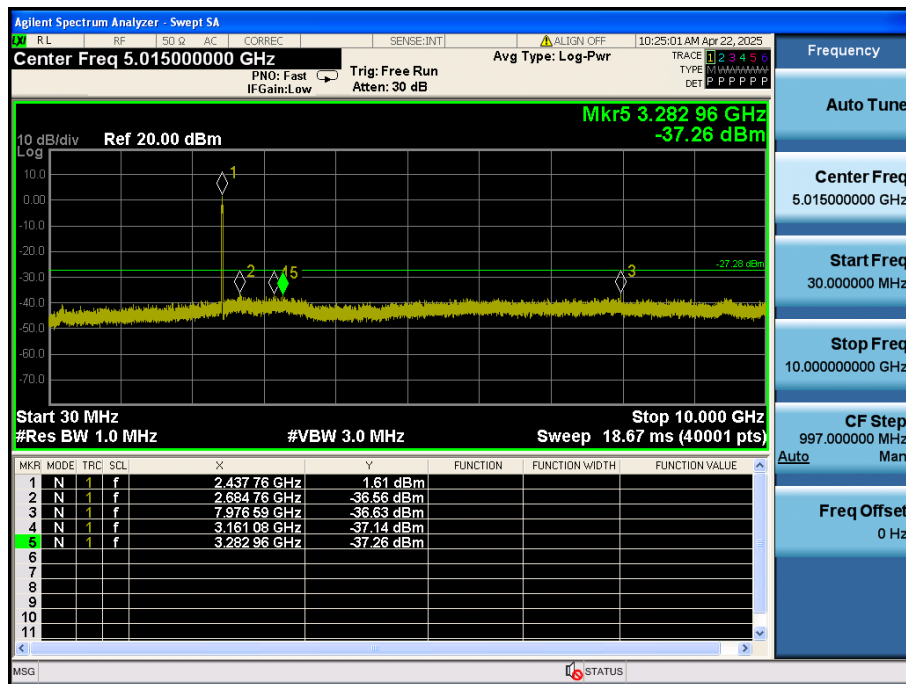 Agilent Spectrum Analyzer - Swept SA
LXI RL RF 50 Ω AC CORREC SENSE:INT ALIGN OFF 10:25:01 AM Apr 22, 2025
Center Freq 5.015000000 GHz
PNO: Fast
IFGain:Low
Trig: Free Run
Atten: 30 dB
Avg Type: Log-Pwr
TRACE 1 2 3 4 5 6
TYPE M WWWWW
DET P P P P P P
Mkr5 3.282 96 GHz
-37.26 dBm
10 dB/div Ref 20.00 dBm
Log
10.0
0.00
-10.0
-20.0
-30.0
-40.0
-50.0
-60.0
-70.0
1
2
4 5
3
-27.28 dBm
Start 30 MHz Stop 10.000 GHz
#Res BW 1.0 MHz #VBW 3.0 MHz Sweep 18.67 ms (40001 pts)
MKR MODE TRC SCL X Y FUNCTION FUNCTION WIDTH FUNCTION VALUE
1 N 1 f 2.437 76 GHz 1.61 dBm
2 N 1 f 2.684 76 GHz -36.56 dBm
3 N 1 f 7.976 59 GHz -36.63 dBm
4 N 1 f 3.161 08 GHz -37.14 dBm
5 N 1 f 3.282 96 GHz -37.26 dBm
6
7
8
9
10
11
MSG STATUS
Frequency
Auto Tune
Center Freq
5.015000000 GHz
Start Freq
30.000000 MHz
Stop Freq
10.000000000 GHz
CF Step
997.000000 MHz
Auto Man
Freq Offset
0 Hz